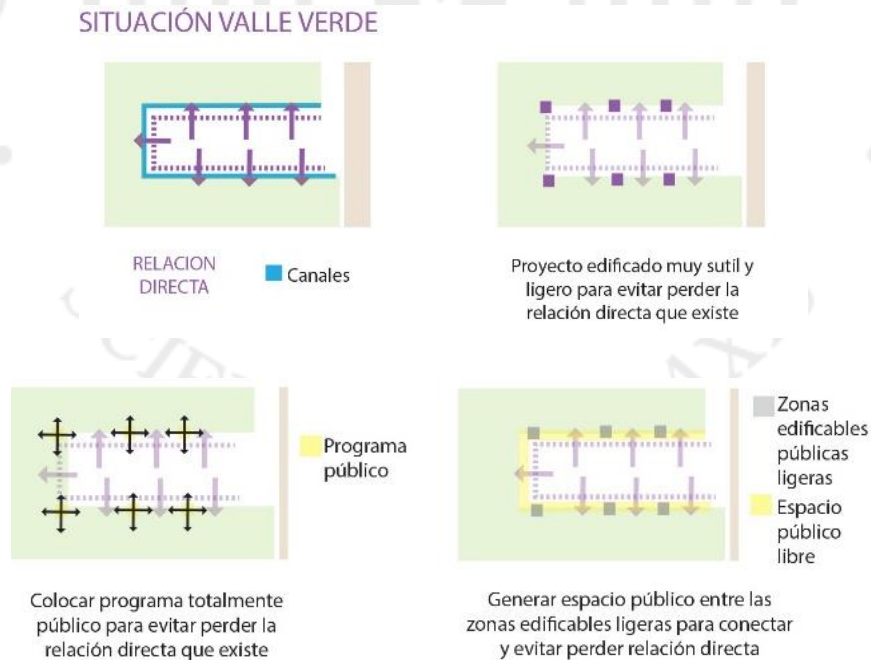 SITUACIÓN VALLE VERDE
RELACION
DIRECTA
Canales
Proyecto edificado muy sutil y
ligero para evitar perder la
relación directa que existe
Programa
público
Colocar programa totalmente
público para evitar perder la
relación directa que existe
Zonas
edificables
públicas
ligeras
Espacio
público
libre
Generar espacio público entre las
zonas edificables ligeras para conectar
y evitar perder relación directa